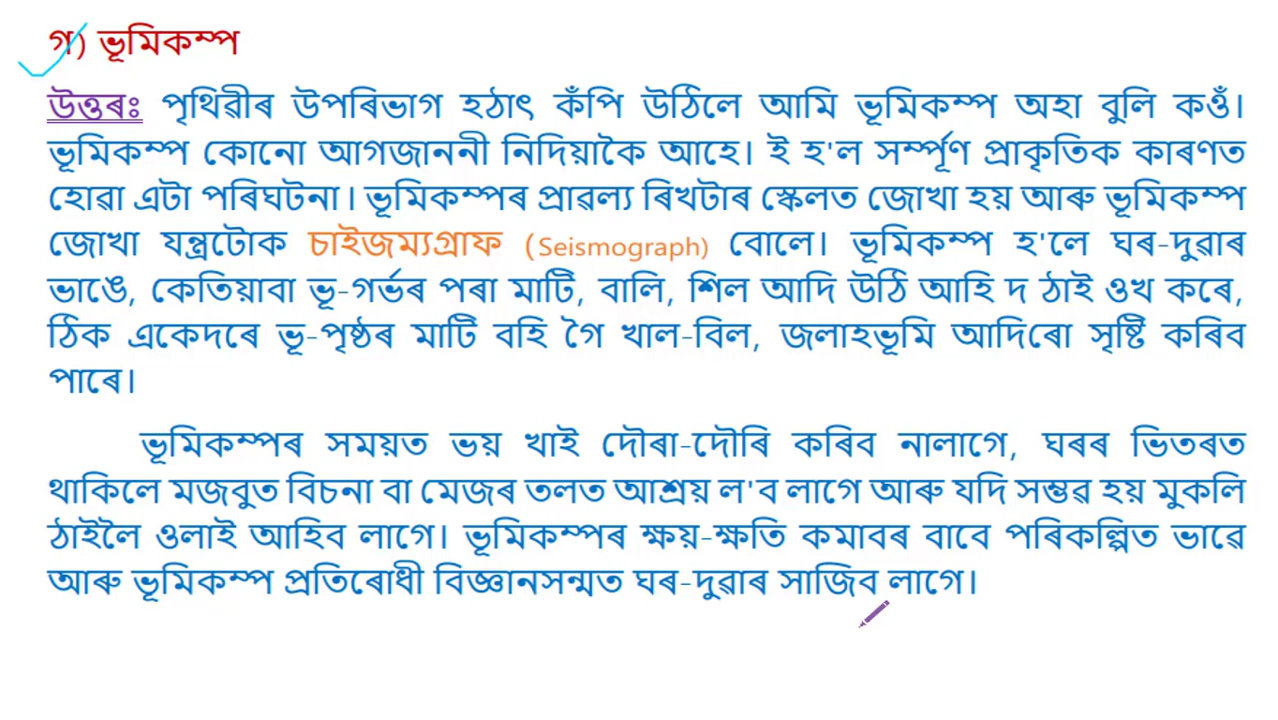 গ) ভূমিকম্প
উত্তৰঃ পৃথিৱীৰ উপৰিভাগ হঠাৎ কঁপি উঠিলে আমি ভূমিকম্প অহা বুলি কওঁ।
ভূমিকম্প কোনো আগজাননী নিদিয়াকৈ আহে। ই হ'ল সৰ্ম্পূণ প্ৰাকৃতিক কাৰণত
হোৱা এটা পৰিঘটনা। ভূমিকম্পৰ প্ৰাৱল্য ৰিখটাৰ স্কেলত জোখা হয় আৰু ভূমিকম্প
জোখা যন্ত্ৰটোক চাইজম্যগ্ৰাফ (Seismograph) বোলে। ভূমিকম্প হ'লে ঘৰ-দুৱাৰ
ভাঙে, কেতিয়াবা ভূ-গৰ্ভৰ পৰা মাটি, বালি, শিল আদি উঠি আহি দ ঠাই ওখ কৰে,
ঠিক একেদৰে ভূ-পৃষ্ঠৰ মাটি বহি গৈ খাল-বিল, জলাহভূমি আদিৰো সৃষ্টি কৰিব
পাৰে।
ভূমিকম্পৰ সময়ত ভয় খাই দৌৰা-দৌৰি কৰিব নালাগে, ঘৰৰ ভিতৰত
থাকিলে মজবুত বিচনা বা মেজৰ তলত আশ্ৰয় ল'ব লাগে আৰু যদি সম্ভৱ হয় মুকলি
ঠাইলৈ ওলাই আহিব লাগে। ভূমিকম্পৰ ক্ষয়-ক্ষতি কমাবৰ বাবে পৰিকল্পিত ভাৱে
আৰু ভূমিকম্প প্ৰতিৰোধী বিজ্ঞানসন্মত ঘৰ-দুৱাৰ সাজিব লাগে।